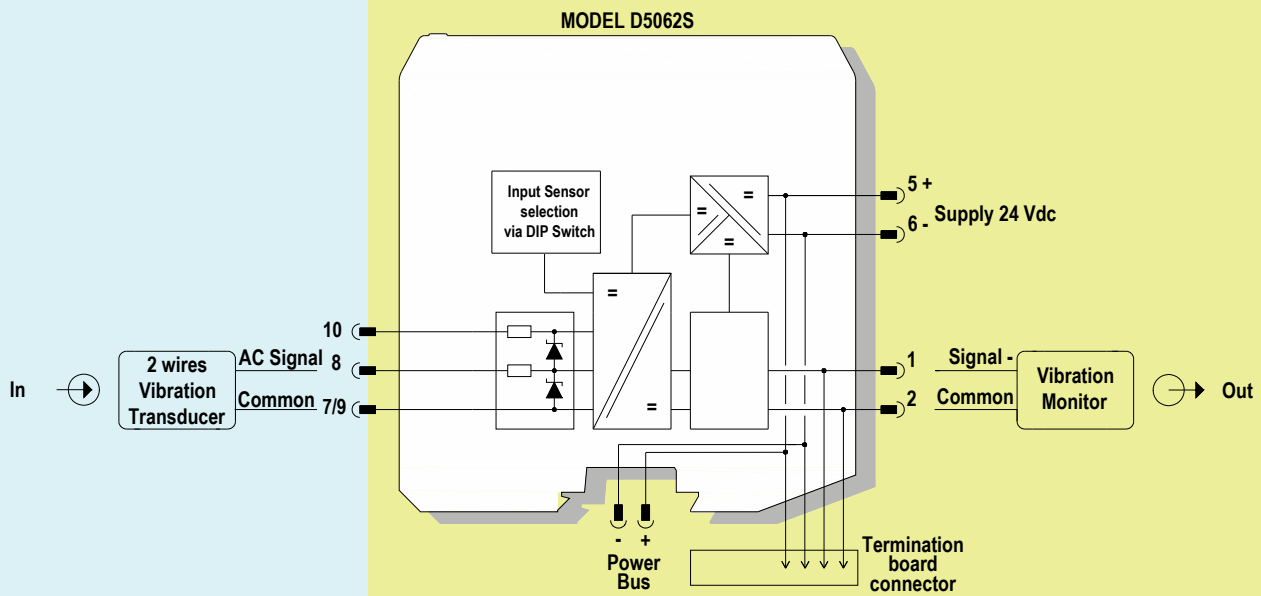 MODEL D5062S
Input Sensor
selection
via DIP Switch
=
=
=
5 +
Supply 24 Vdc
6 -
=
=
10
AC Signal
8
Common
7/9
In
2 wires
Vibration
Transducer
1
Signal -
2
Common
Vibration
Monitor
Out
- +
Power
Bus
Termination
board
connector